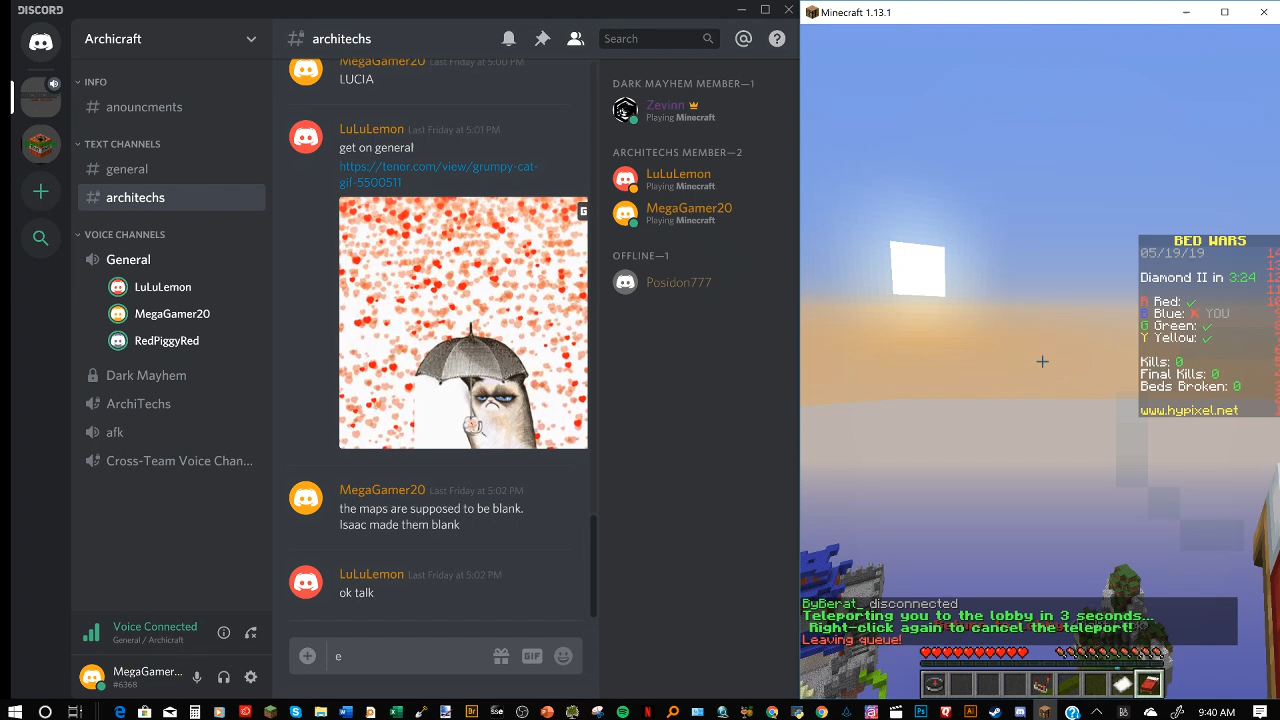 DISCORD
Archicraft
INFO
# anouncments
TEXT CHANNELS
# general
# architechs
VOICE CHANNELS
General
LuLuLemon
MegaGamer20
RedPiggyRed
Dark Mayhem
ArchiTechs
afk
Cross-Team Voice Chan...
Voice Connected
General / Archicraft
MegaGamer...
#6368
# architechs
Search
MegaGamer20 Last Friday at 5:00 PM
LUCIA
LuLuLemon Last Friday at 5:01 PM
get on general
https://tenor.com/view/grumpy-cat-
gif-5500511
G
MegaGamer20 Last Friday at 5:02 PM
the maps are supposed to be blank.
Isaac made them blank
LuLuLemon Last Friday at 5:02 PM
ok talk
e
GIF
DARK MAYHEM MEMBER—1
Zevinn
Playing Minecraft
ARCHITECHS MEMBER—2
LuLuLemon
Playing Minecraft
MegaGamer20
Playing Minecraft
OFFLINE—1
Posidon777
Minecraft 1.13.1
BED WARS
05/19/19
Diamond II in 3:24
R Red: ✓
B Blue: ✗ YOU
G Green: ✓
Y Yellow: ✓
Kills: 0
Final Kills: 0
Beds Broken: 0
www.hypixel.net
ByBerat_ disconnected
Teleporting you to the lobby in 3 seconds...
Right-click again to cancel the teleport!
Leaving queue!
9:40 AM